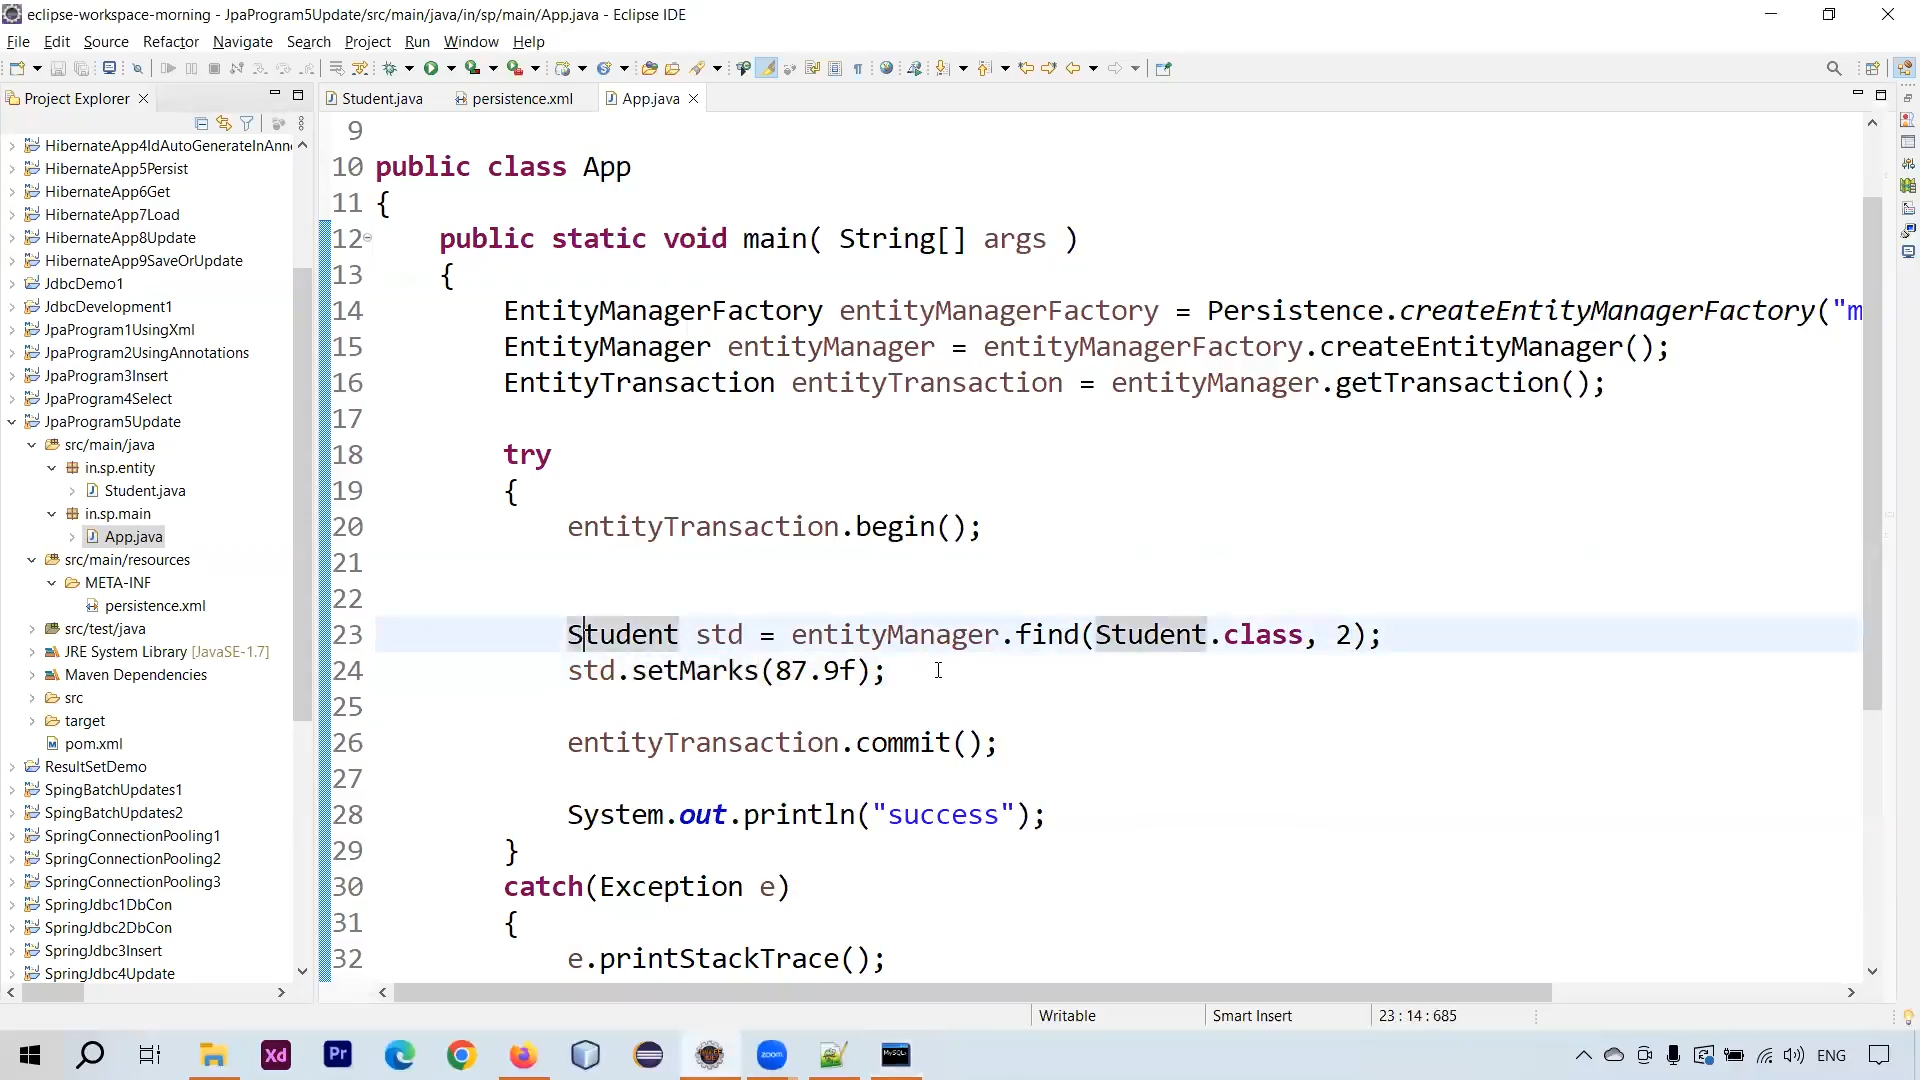 eclipse-workspace-morning - JpaProgram5Update/src/main/java/in/sp/main/App.java - Eclipse IDE
File Edit Source Refactor Navigate Search Project Run Window Help
Project Explorer
Student.java persistence.xml App.java
HibernateApp4IdAutoGenerateInAnn
HibernateApp5Persist
HibernateApp6Get
HibernateApp7Load
HibernateApp8Update
HibernateApp9SaveOrUpdate
JdbcDemo1
JdbcDevelopment1
JpaProgram1UsingXml
JpaProgram2UsingAnnotations
JpaProgram3Insert
JpaProgram4Select
JpaProgram5Update
src/main/java
in.sp.entity
Student.java
in.sp.main
App.java
src/main/resources
META-INF
persistence.xml
src/test/java
JRE System Library [JavaSE-1.7]
Maven Dependencies
src
target
pom.xml
ResultSetDemo
SpingBatchUpdates1
SpringBatchUpdates2
SpringConnectionPooling1
SpringConnectionPooling2
SpringConnectionPooling3
SpringJdbc1DbCon
SpringJdbc2DbCon
SpringJdbc3Insert
SpringJdbc4Update
9
10 public class App
11 {
12 public static void main( String[] args )
13 {
14 EntityManagerFactory entityManagerFactory = Persistence.createEntityManagerFactory("m
15 EntityManager entityManager = entityManagerFactory.createEntityManager();
16 EntityTransaction entityTransaction = entityManager.getTransaction();
17
18 try
19 {
20 entityTransaction.begin();
21
22
23 Student std = entityManager.find(Student.class, 2);
24 std.setMarks(87.9f);
25
26 entityTransaction.commit();
27
28 System.out.println("success");
29 }
30 catch(Exception e)
31 {
32 e.printStackTrace();
Writable Smart Insert 23 : 14 : 685
Xd Pr zoom MySQL ENG